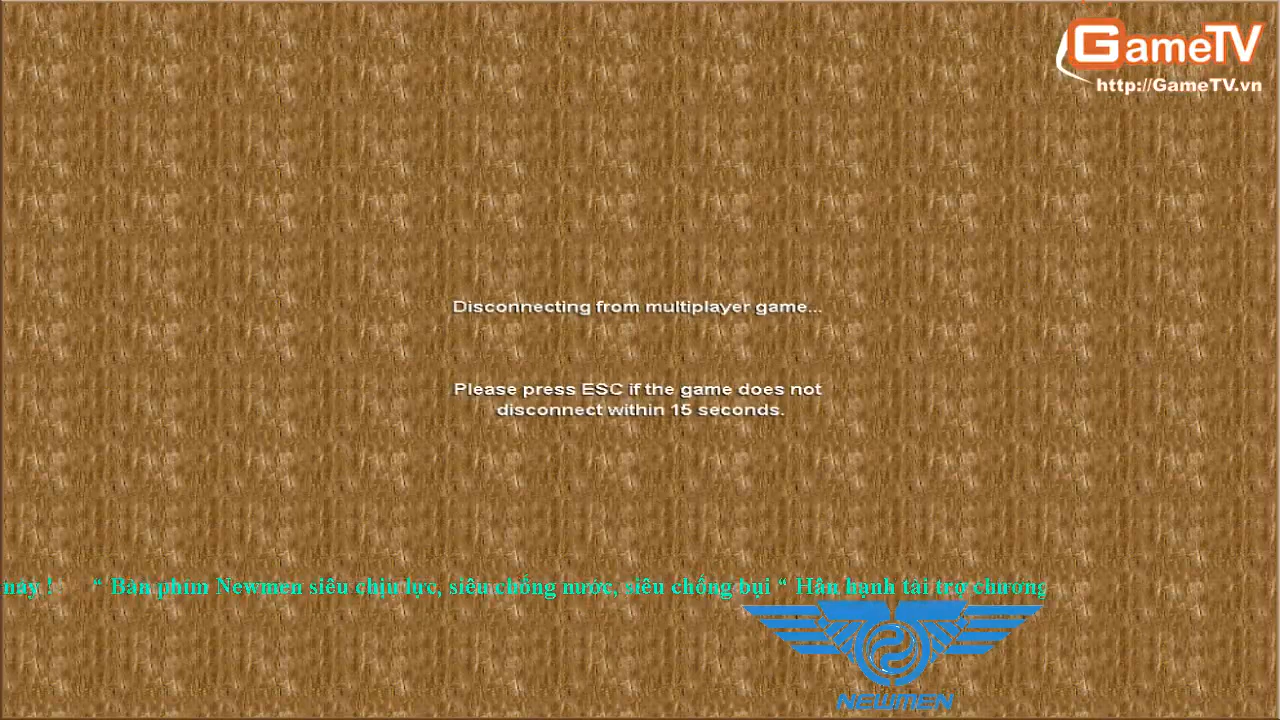 GameTV
http://GameTV.vn
Disconnecting from multiplayer game...
Please press ESC if the game does not
disconnect within 15 seconds.
này !      “ Bàn phím Newmen siêu chịu lực, siêu chống nước, siêu chống bụi “ Hân hạnh tài trợ chương
NEWMEN